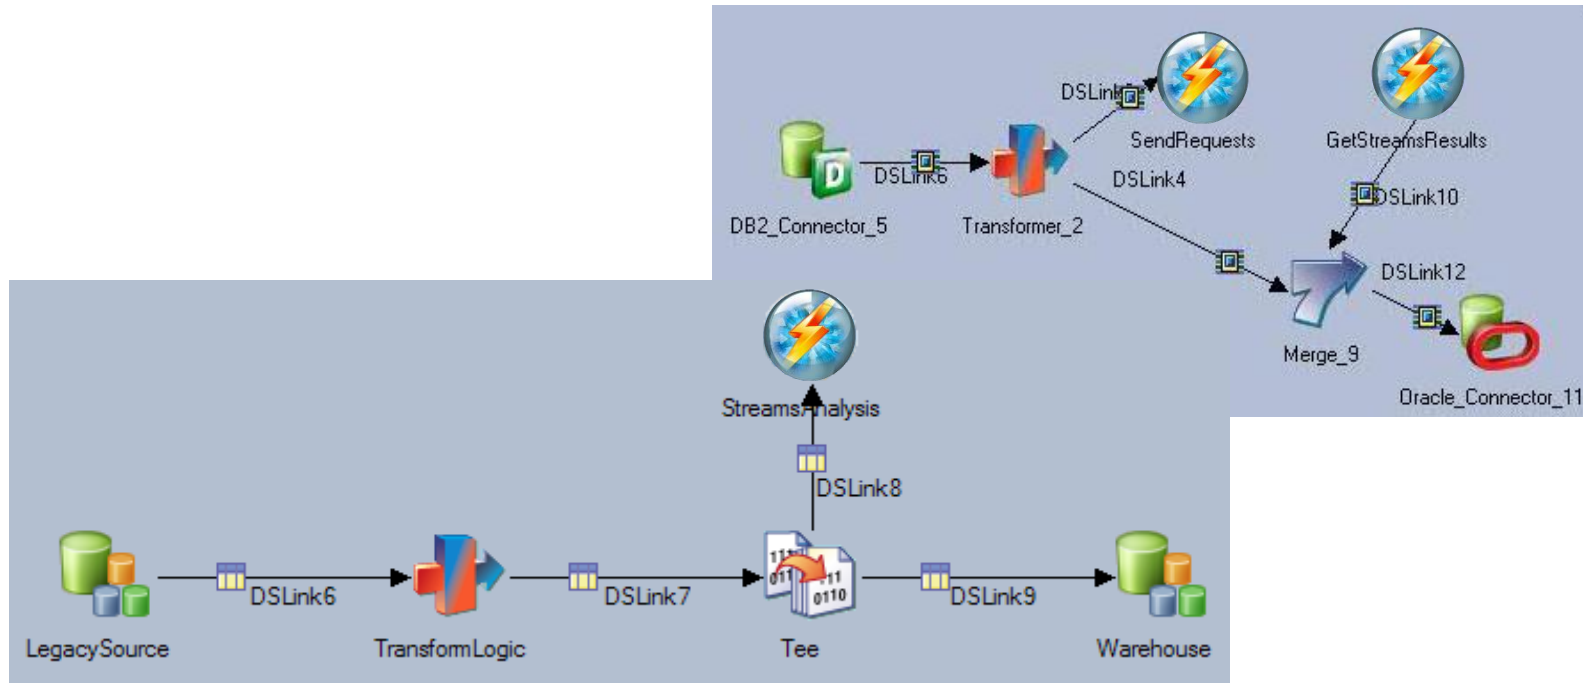 DSLink
SendRequests
GetStreamsResults
DSLink6
DSLink4
DSLink10
DB2_Connector_5
Transformer_2
DSLink12
Merge_9
Oracle_Connector_11
StreamsAnalysis
DSLink8
DSLink6
DSLink7
DSLink9
LegacySource
TransformLogic
Tee
Warehouse